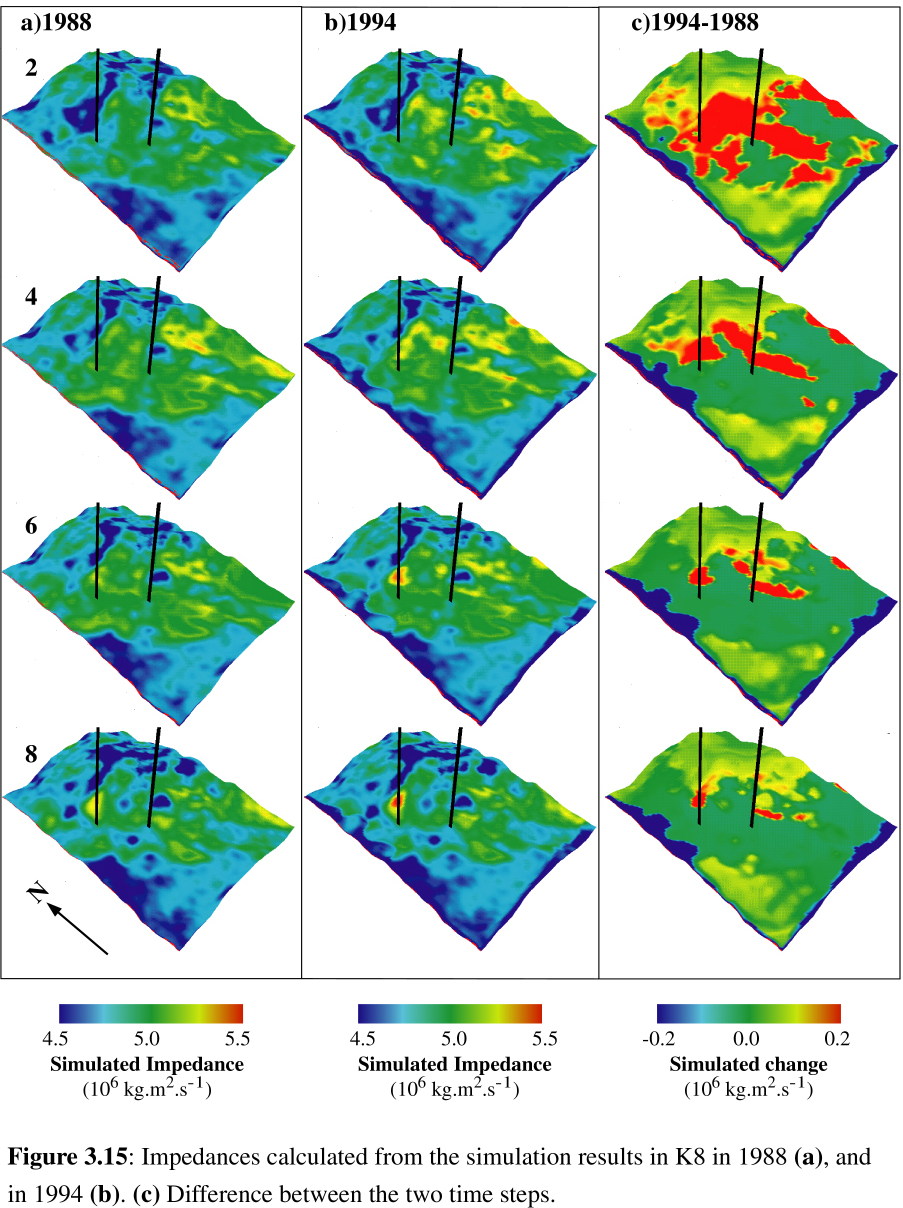 a)1988
b)1994
c)1994-1988
2
4
6
8
N
4.5 5.0 5.5
Simulated Impedance
(10⁶ kg.m².s⁻¹)
4.5 5.0 5.5
Simulated Impedance
(10⁶ kg.m².s⁻¹)
-0.2 0.0 0.2
Simulated change
(10⁶ kg.m².s⁻¹)
Figure 3.15: Impedances calculated from the simulation results in K8 in 1988 (a), and
in 1994 (b). (c) Difference between the two time steps.